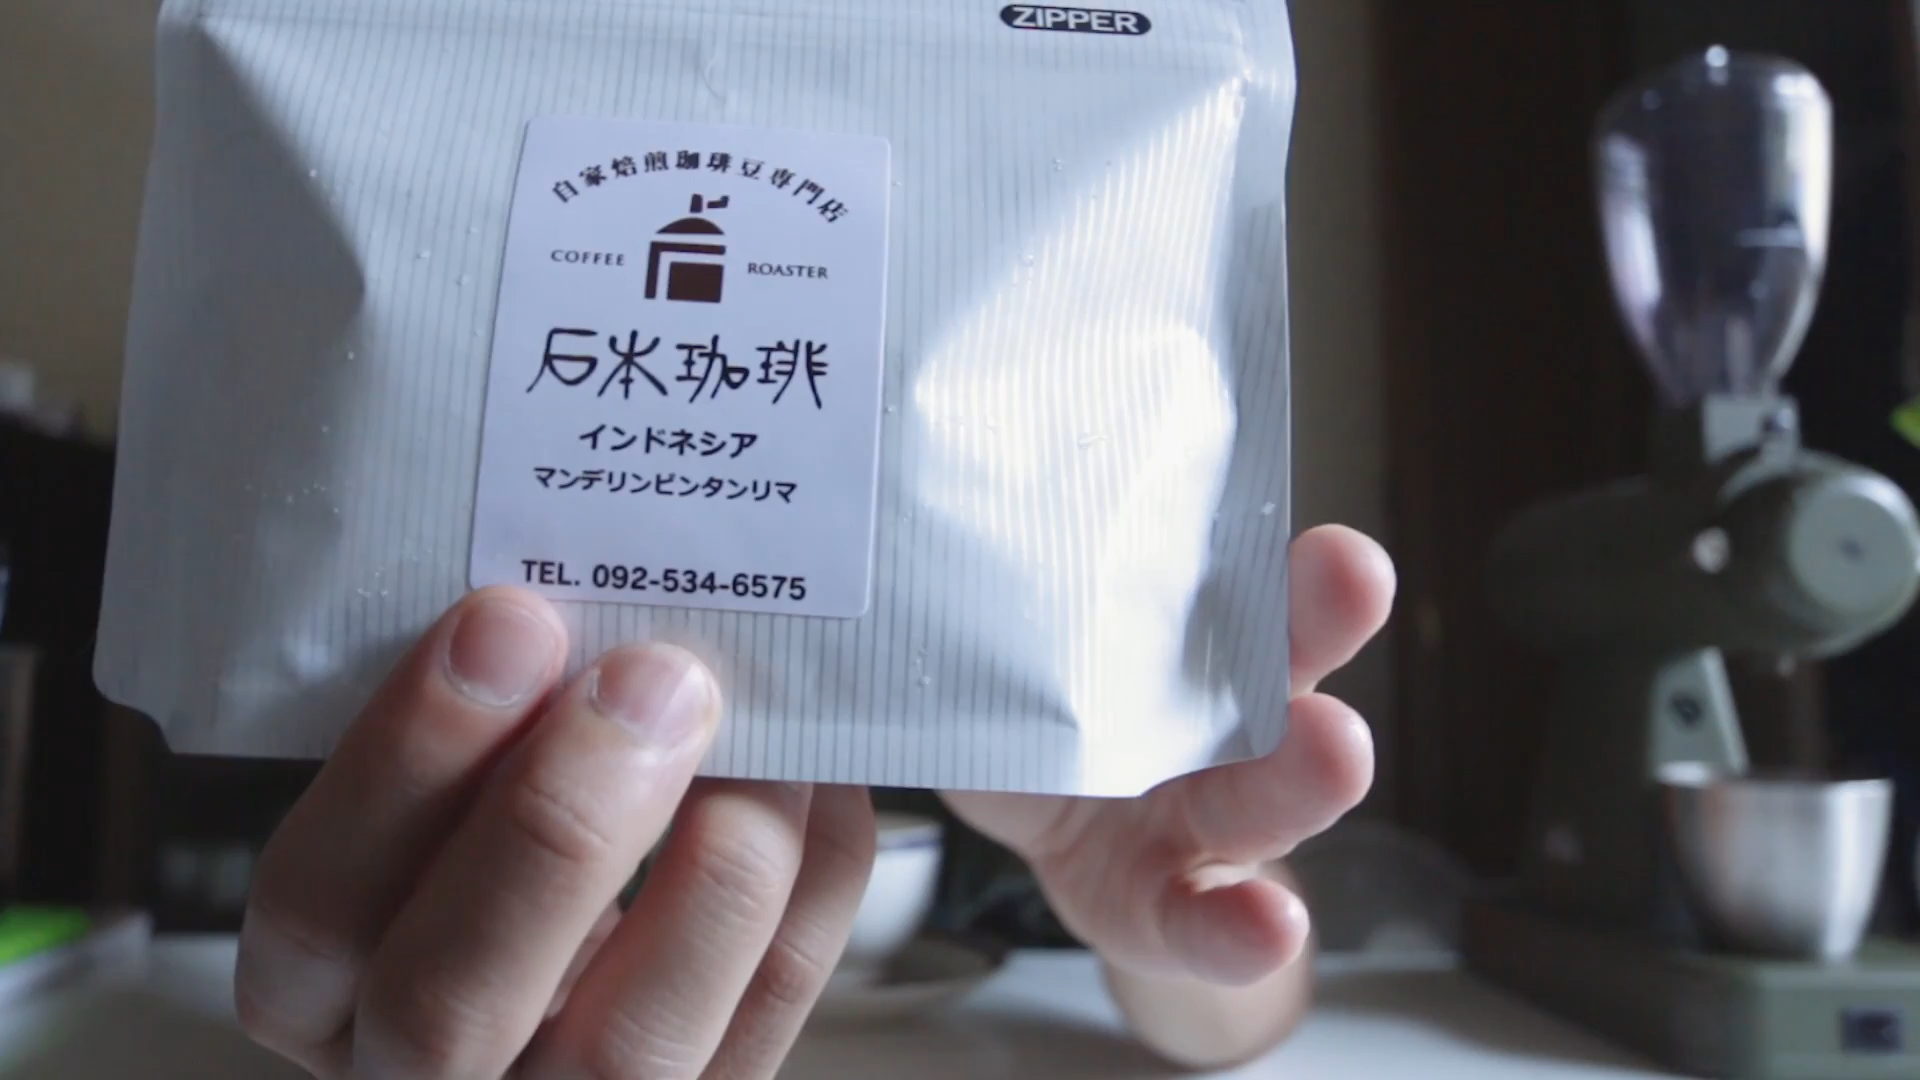 ZIPPER
自家焙煎珈琲豆専門店
COFFEE ROASTER
石本珈琲
インドネシア
マンデリンビンタンリマ
TEL. 092-534-6575